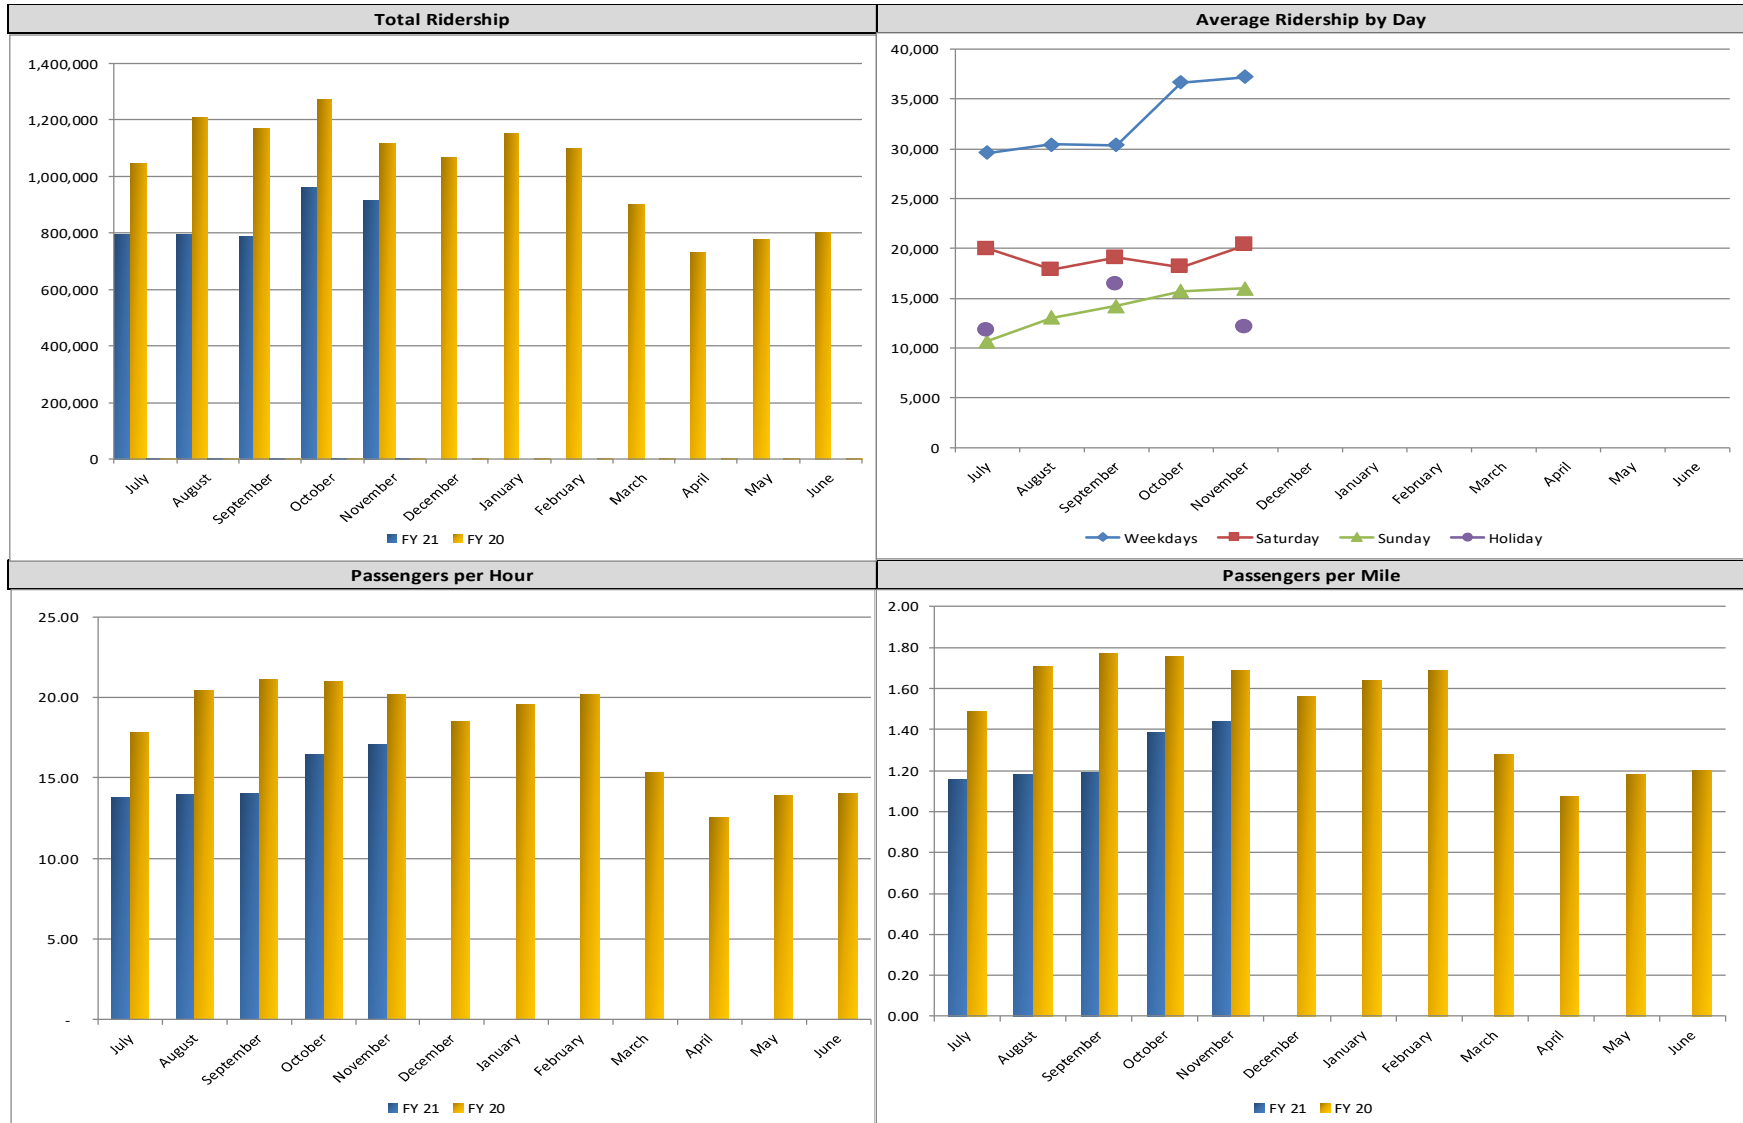 Total Ridership
1,400,000
1,200,000
1,000,000
800,000
600,000
400,000
200,000
0
July August September October November December January February March April May June
FY 21 FY 20
Average Ridership by Day
40,000
35,000
30,000
25,000
20,000
15,000
10,000
5,000
0
July August September October November December January February March April May June
Weekdays Saturday Sunday Holiday
Passengers per Hour
25.00
20.00
15.00
10.00
5.00
-
July August September October November December January February March April May June
FY 21 FY 20
Passengers per Mile
2.00
1.80
1.60
1.40
1.20
1.00
0.80
0.60
0.40
0.20
0.00
July August September October November December January February March April May June
FY 21 FY 20